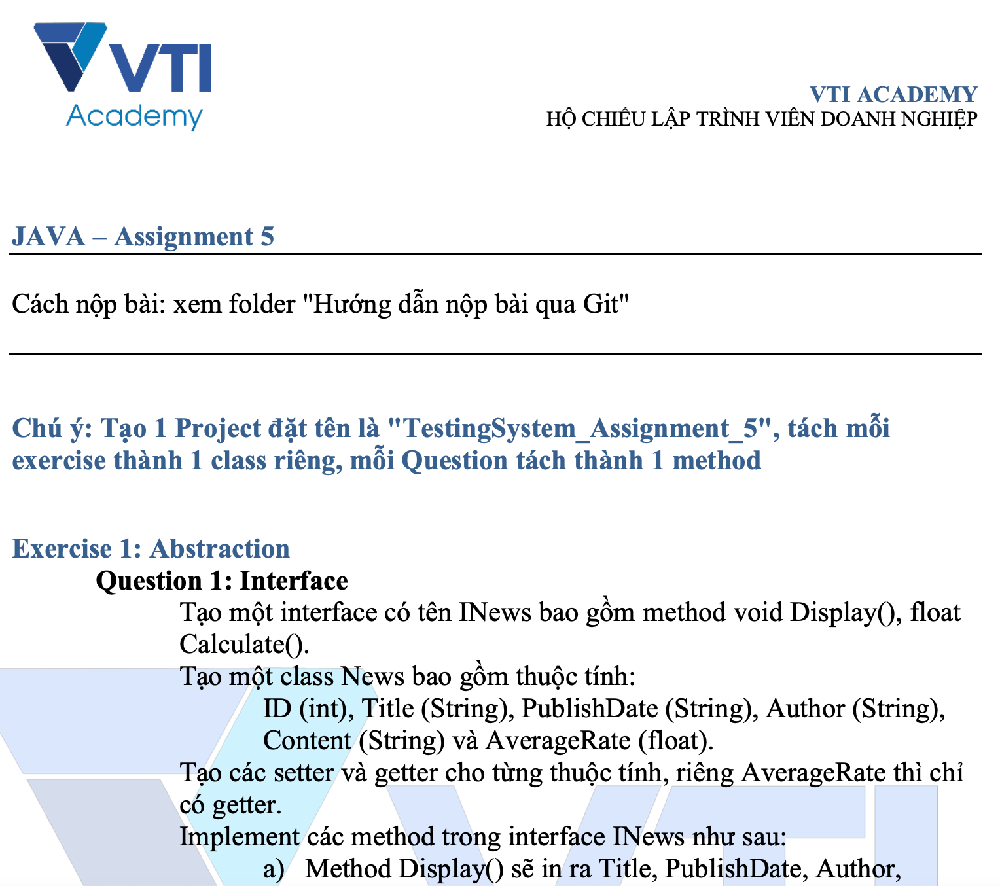 VTI
Academy
VTI ACADEMY
HỘ CHIẾU LẬP TRÌNH VIÊN DOANH NGHIỆP
JAVA – Assignment 5
Cách nộp bài: xem folder "Hướng dẫn nộp bài qua Git"
Chú ý: Tạo 1 Project đặt tên là "TestingSystem_Assignment_5", tách mỗi
exercise thành 1 class riêng, mỗi Question tách thành 1 method
Exercise 1: Abstraction
Question 1: Interface
Tạo một interface có tên INews bao gồm method void Display(), float
Calculate().
Tạo một class News bao gồm thuộc tính:
ID (int), Title (String), PublishDate (String), Author (String),
Content (String) và AverageRate (float).
Tạo các setter và getter cho từng thuộc tính, riêng AverageRate thì chỉ
có getter.
Implement các method trong interface INews như sau:
a) Method Display() sẽ in ra Title, PublishDate, Author,
VTI